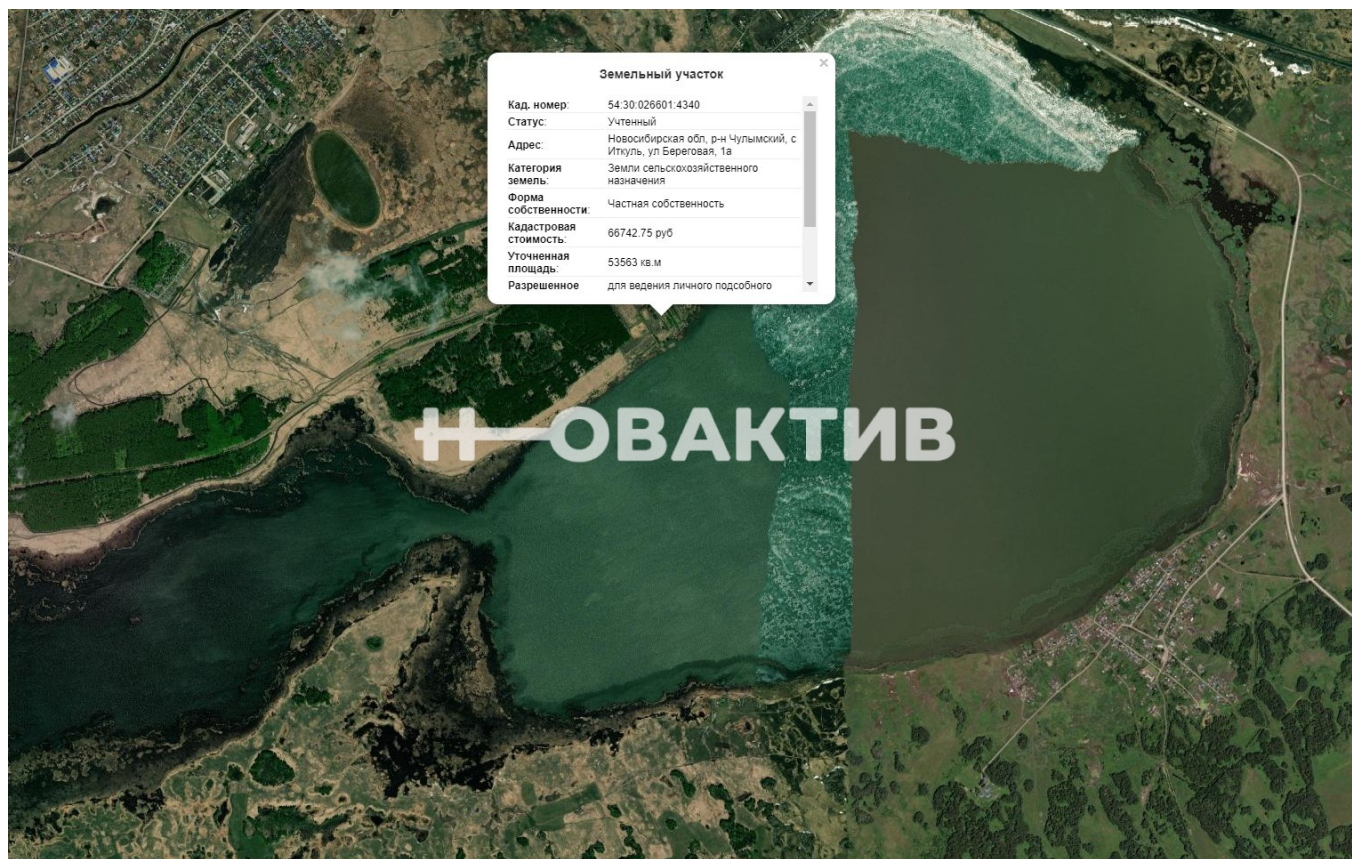 Земельный участок
×
Кад. номер: 54:30:026601:4340
Статус: Учтенный
Адрес: Новосибирская обл, р-н Чулымский, с
Иткуль, ул Береговая, 1а
Категория земель: Земли сельскохозяйственного
назначения
Форма собственности: Частная собственность
Кадастровая стоимость: 66742.75 руб
Уточненная площадь: 53563 кв.м
Разрешенное для ведения личного подсобного
НОВАКТИВ